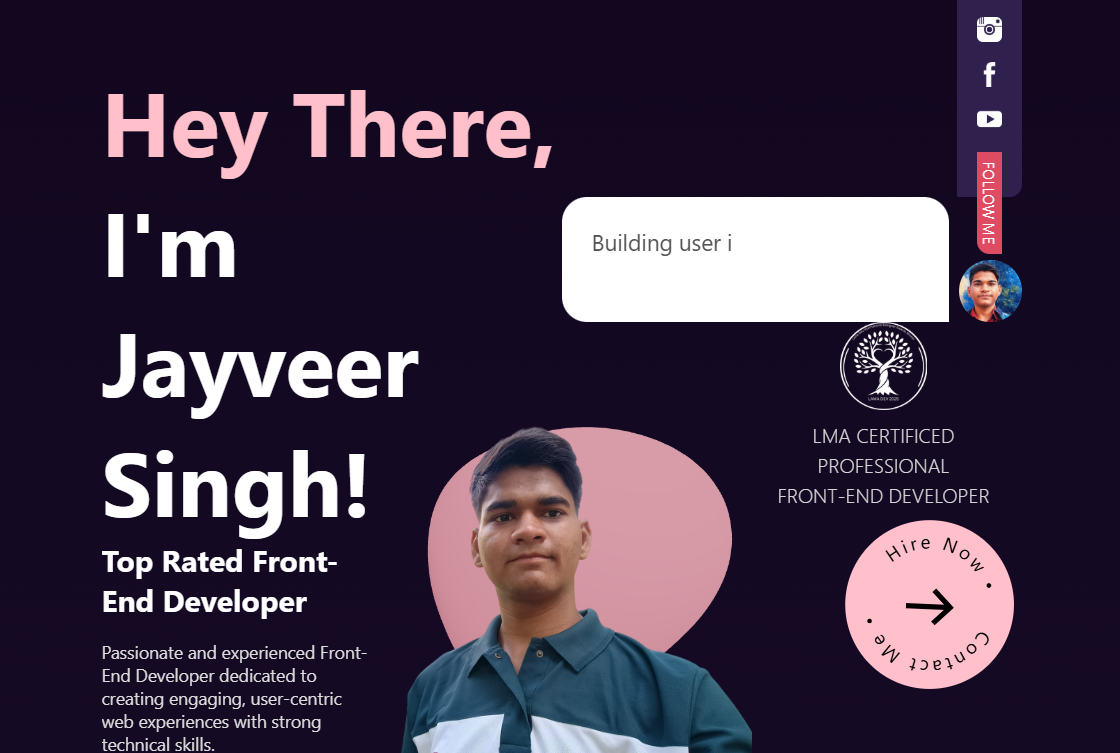 Hey There,
I'm
Jayveer
Singh!
Top Rated Front-
End Developer
Passionate and experienced Front-
End Developer dedicated to
creating engaging, user-centric
web experiences with strong
technical skills.
Building user i
FOLLOW ME
LAMA DEV 2025
LMA CERTIFICED
PROFESSIONAL
FRONT-END DEVELOPER
Hire Now •
Contact Me •